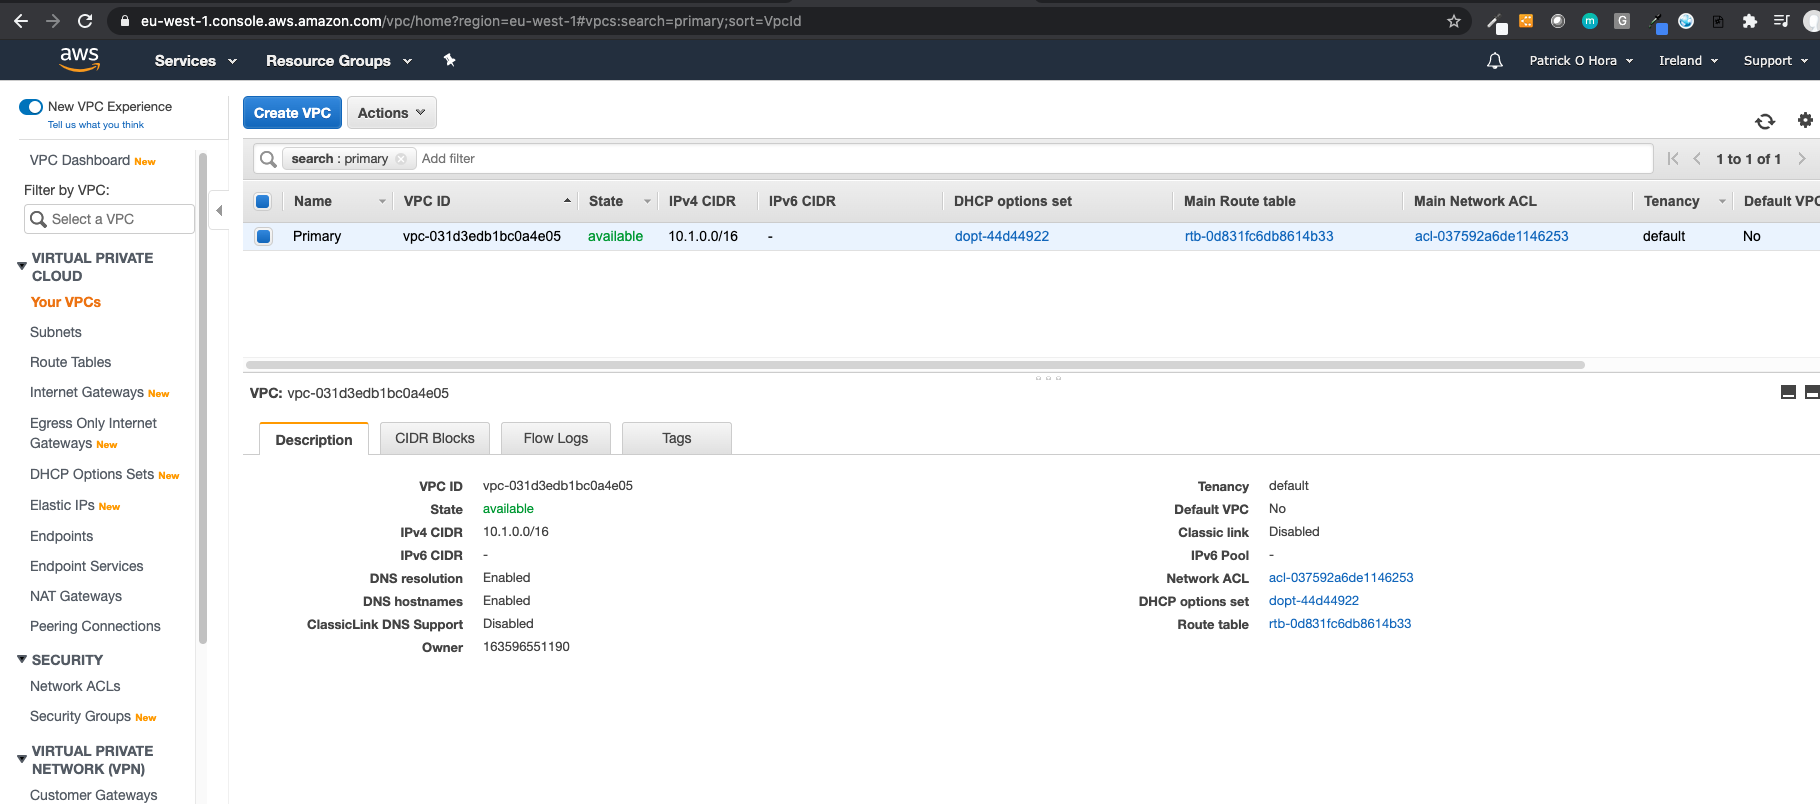 eu-west-1.console.aws.amazon.com/vpc/home?region=eu-west-1#vpcs:search=primary;sort=VpcId
aws
Services
Resource Groups
Patrick O Hora
Ireland
Support
New VPC Experience
Tell us what you think
VPC Dashboard New
Filter by VPC:
Select a VPC
VIRTUAL PRIVATE
CLOUD
Your VPCs
Subnets
Route Tables
Internet Gateways New
Egress Only Internet
Gateways New
DHCP Options Sets New
Elastic IPs New
Endpoints
Endpoint Services
NAT Gateways
Peering Connections
SECURITY
Network ACLs
Security Groups New
VIRTUAL PRIVATE
NETWORK (VPN)
Customer Gateways
Create VPC Actions
search : primary Add filter
1 to 1 of 1
Name VPC ID State IPv4 CIDR IPv6 CIDR DHCP options set Main Route table Main Network ACL Tenancy Default VPC
Primary vpc-031d3edb1bc0a4e05 available 10.1.0.0/16 - dopt-44d44922 rtb-0d831fc6db8614b33 acl-037592a6de1146253 default No
VPC: vpc-031d3edb1bc0a4e05
Description CIDR Blocks Flow Logs Tags
VPC ID vpc-031d3edb1bc0a4e05
State available
IPv4 CIDR 10.1.0.0/16
IPv6 CIDR -
DNS resolution Enabled
DNS hostnames Enabled
ClassicLink DNS Support Disabled
Owner 163596551190
Tenancy default
Default VPC No
Classic link Disabled
IPv6 Pool -
Network ACL acl-037592a6de1146253
DHCP options set dopt-44d44922
Route table rtb-0d831fc6db8614b33